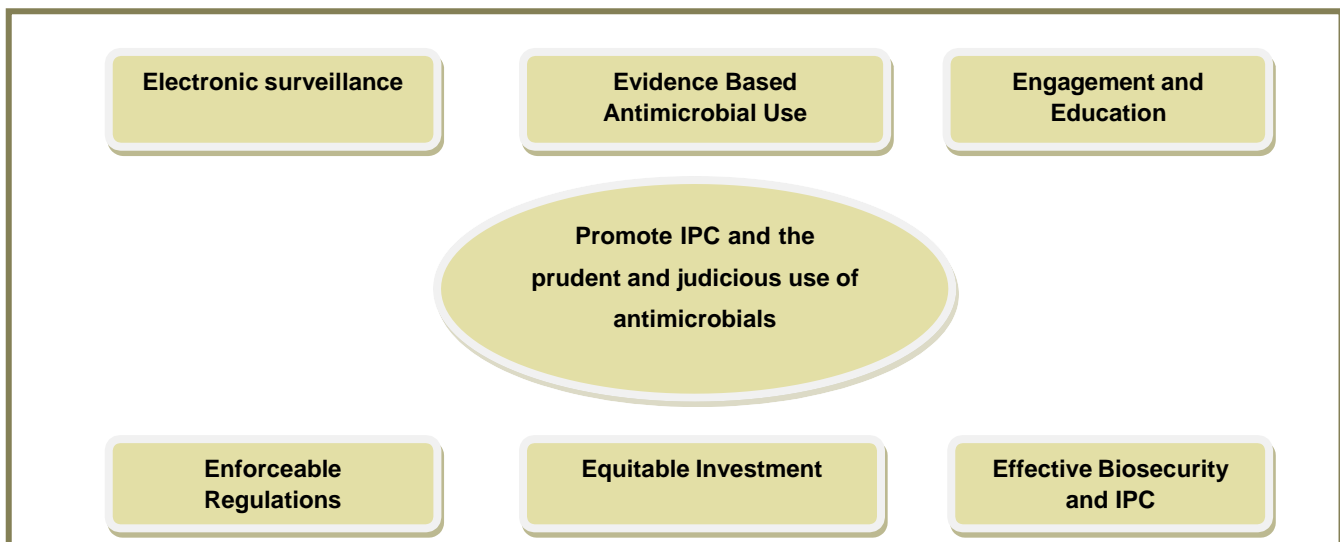 Electronic surveillance
Evidence Based
Antimicrobial Use
Engagement and
Education
Promote IPC and the
prudent and judicious use of
antimicrobials
Enforceable
Regulations
Equitable Investment
Effective Biosecurity
and IPC